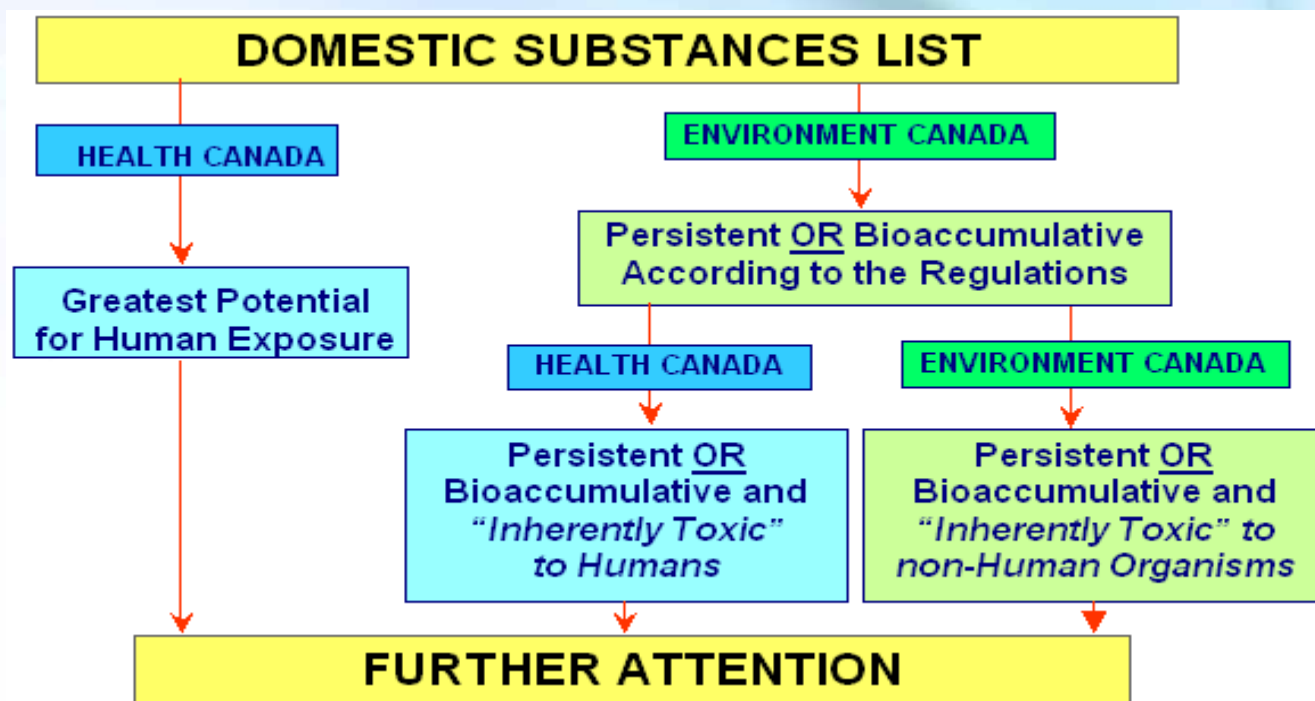 DOMESTIC SUBSTANCES LIST
HEALTH CANADA
ENVIRONMENT CANADA
Greatest Potential
for Human Exposure
Persistent OR Bioaccumulative
According to the Regulations
HEALTH CANADA
ENVIRONMENT CANADA
Persistent OR
Bioaccumulative and
“Inherently Toxic”
to Humans
Persistent OR
Bioaccumulative and
“Inherently Toxic” to
non-Human Organisms
FURTHER ATTENTION